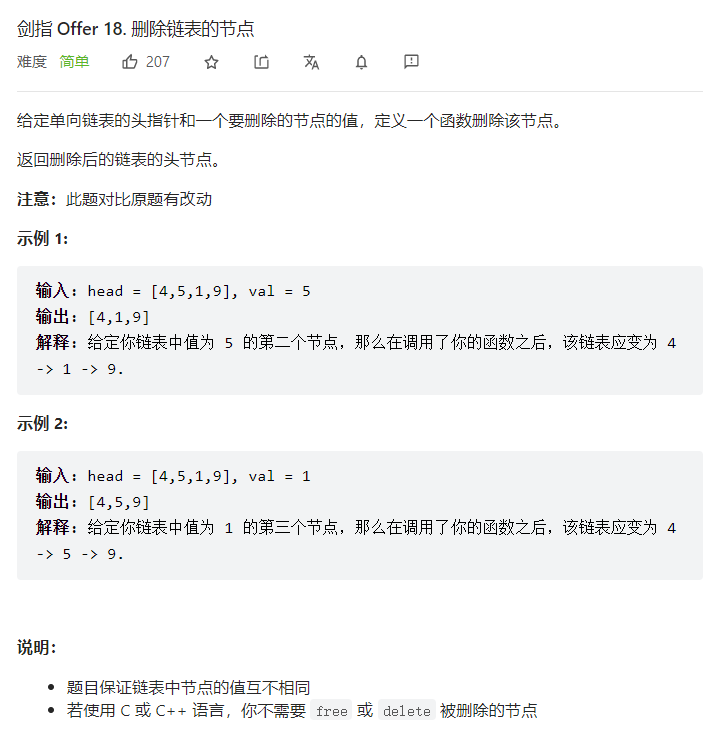 剑指 Offer 18. 删除链表的节点
难度 简单 207
给定单向链表的头指针和一个要删除的节点的值，定义一个函数删除该节点。
返回删除后的链表的头节点。
注意：此题对比原题有改动
示例 1:
输入: head = [4,5,1,9], val = 5
输出: [4,1,9]
解释: 给定你链表中值为 5 的第二个节点，那么在调用了你的函数之后，该链表应变为 4
-> 1 -> 9.
示例 2:
输入: head = [4,5,1,9], val = 1
输出: [4,5,9]
解释: 给定你链表中值为 1 的第三个节点，那么在调用了你的函数之后，该链表应变为 4
-> 5 -> 9.
说明：
• 题目保证链表中节点的值互不相同
• 若使用 C 或 C++ 语言，你不需要 free 或 delete 被删除的节点